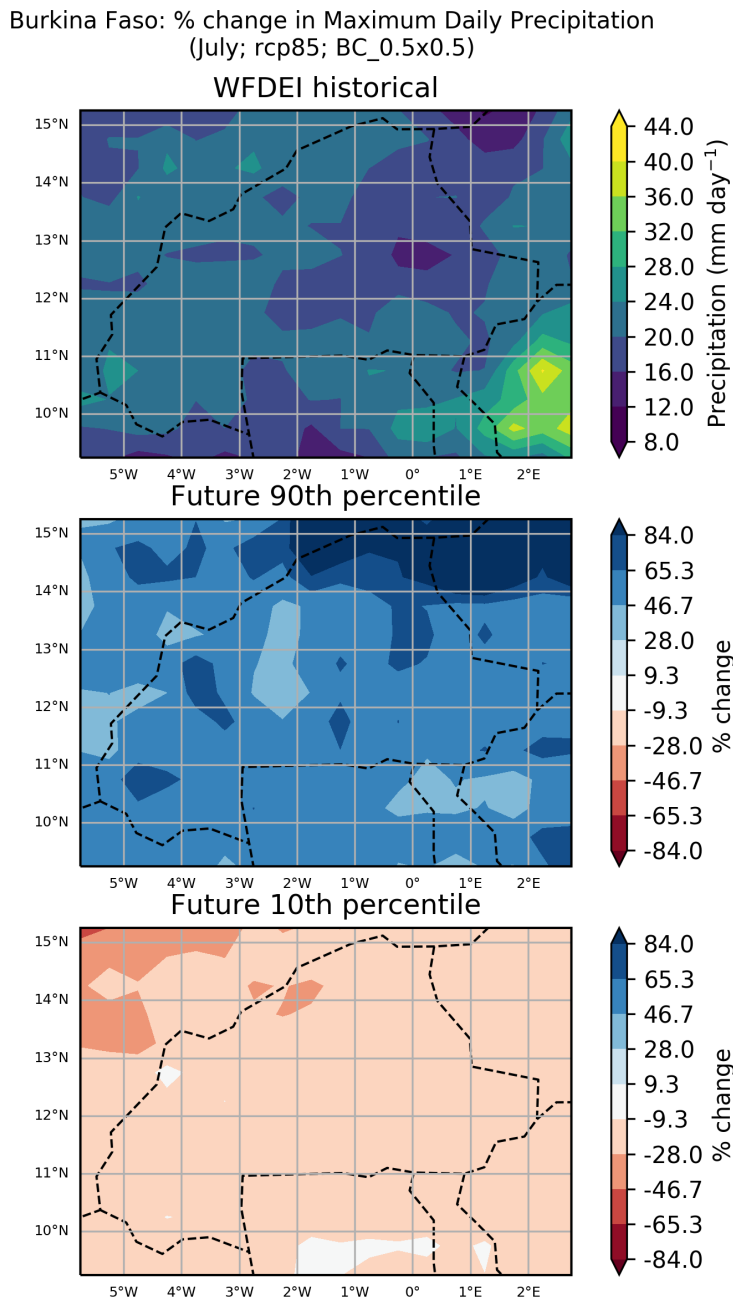 Burkina Faso: % change in Maximum Daily Precipitation
(July; rcp85; BC_0.5x0.5)
WFDEI historical
15°N
14°N
13°N
12°N
11°N
10°N
5°W 4°W 3°W 2°W 1°W 0° 1°E 2°E
44.0
40.0
36.0
32.0
28.0
24.0
20.0
16.0
12.0
8.0
Precipitation (mm day⁻¹)
Future 90th percentile
15°N
14°N
13°N
12°N
11°N
10°N
5°W 4°W 3°W 2°W 1°W 0° 1°E 2°E
84.0
65.3
46.7
28.0
9.3
-9.3
-28.0
-46.7
-65.3
-84.0
% change
Future 10th percentile
15°N
14°N
13°N
12°N
11°N
10°N
5°W 4°W 3°W 2°W 1°W 0° 1°E 2°E
84.0
65.3
46.7
28.0
9.3
-9.3
-28.0
-46.7
-65.3
-84.0
% change